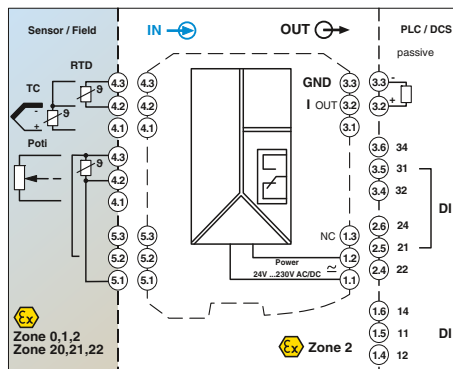 Sensor / Field IN OUT PLC / DCS
passive
RTD
TC
ϑ
4.3 4.3 GND 3.3 3.3 -
- + ϑ
4.2 4.2 I OUT 3.2 3.2 +
4.1 4.1 3.1
Poti
ϑ
4.3
4.2
4.1
3.6 34
3.5 31
3.4 32
DI
5.3 5.3 NC 1.3
5.2 5.2 Power 1.2
24V ...230V AC/DC
5.1 5.1 1.1
2.6 24
2.5 21
2.4 22
Ex
Zone 0,1,2
Zone 20,21,22
Ex Zone 2
1.6 14
1.5 11 DI
1.4 12